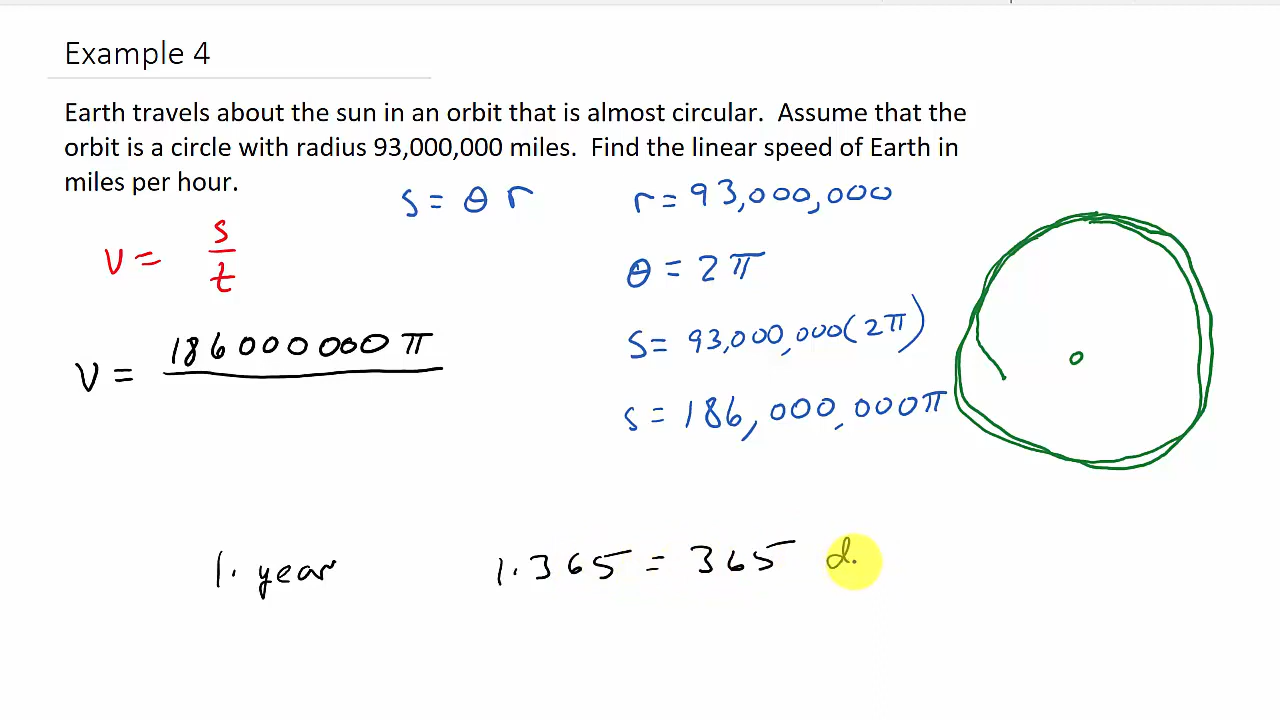 Example 4
Earth travels about the sun in an orbit that is almost circular. Assume that the
orbit is a circle with radius 93,000,000 miles. Find the linear speed of Earth in
miles per hour.
s = θ r
r = 93,000,000
v = s/t
θ = 2π
s = 93,000,000(2π)
v = 186000000π
s = 186,000,000π
1. year
1.365 = 365 d.